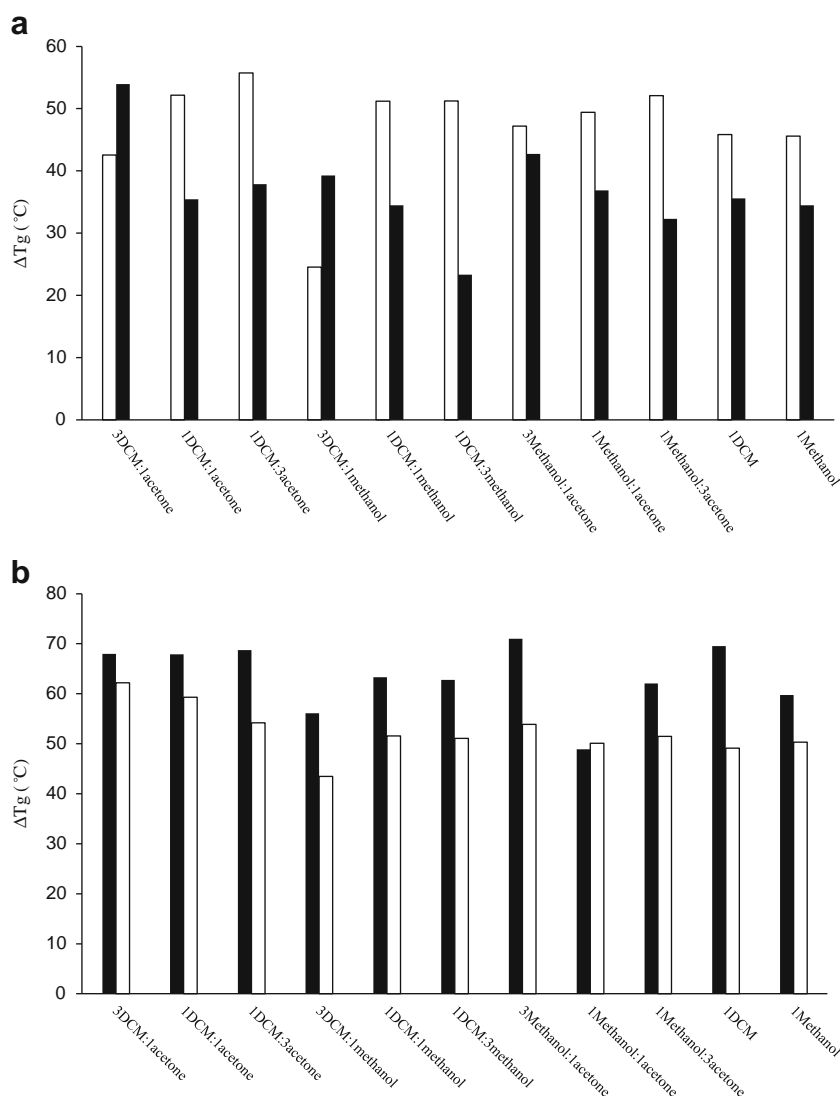 a
60
50
40
30
20
10
0
ΔTg (°C)
3DCM:1acetone
1DCM:1acetone
1DCM:3acetone
3DCM:1methanol
1DCM:1methanol
1DCM:3methanol
3Methanol:1acetone
1Methanol:1acetone
1Methanol:3acetone
1DCM
1Methanol
b
80
70
60
50
40
30
20
10
0
ΔTg (°C)
3DCM:1acetone
1DCM:1acetone
1DCM:3acetone
3DCM:1methanol
1DCM:1methanol
1DCM:3methanol
3Methanol:1acetone
1Methanol:1acetone
1Methanol:3acetone
1DCM
1Methanol